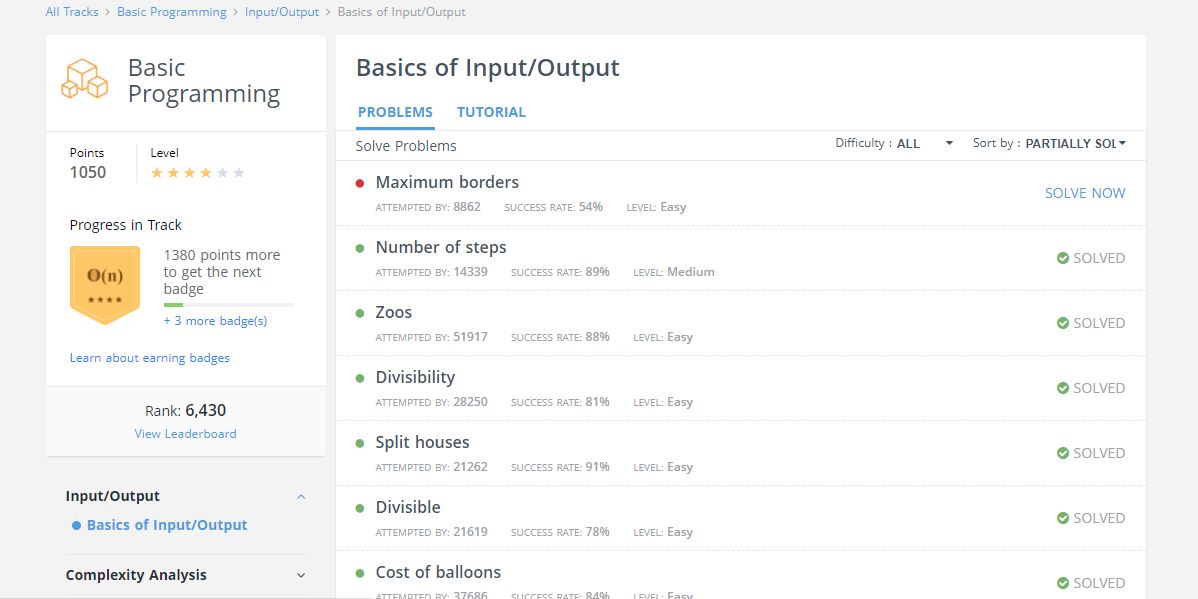 All Tracks > Basic Programming > Input/Output > Basics of Input/Output
Basic
Programming
Points
1050
Level
Progress in Track
O(n)
1380 points more
to get the next
badge
+ 3 more badge(s)
Learn about earning badges
Rank: 6,430
View Leaderboard
Input/Output
Basics of Input/Output
Complexity Analysis
Basics of Input/Output
PROBLEMS TUTORIAL
Solve Problems Difficulty : ALL Sort by : PARTIALLY SOL
Maximum borders
ATTEMPTED BY: 8862 SUCCESS RATE: 54% LEVEL: Easy
SOLVE NOW
Number of steps
ATTEMPTED BY: 14339 SUCCESS RATE: 89% LEVEL: Medium
SOLVED
Zoos
ATTEMPTED BY: 51917 SUCCESS RATE: 88% LEVEL: Easy
SOLVED
Divisibility
ATTEMPTED BY: 28250 SUCCESS RATE: 81% LEVEL: Easy
SOLVED
Split houses
ATTEMPTED BY: 21262 SUCCESS RATE: 91% LEVEL: Easy
SOLVED
Divisible
ATTEMPTED BY: 21619 SUCCESS RATE: 78% LEVEL: Easy
SOLVED
Cost of balloons
ATTEMPTED BY: 37686 SUCCESS RATE: 84% LEVEL: Easy
SOLVED